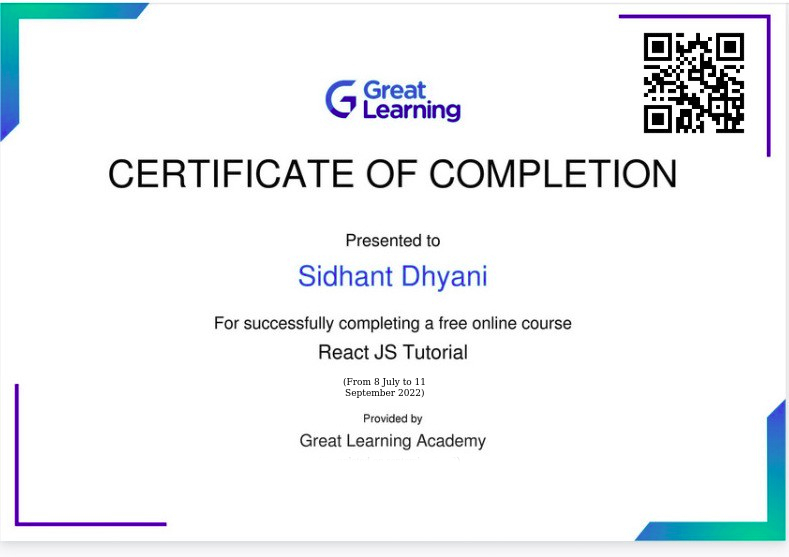 Great
Learning
CERTIFICATE OF COMPLETION
Presented to
Sidhant Dhyani
For successfully completing a free online course
React JS Tutorial
(From 8 July to 11
September 2022)
Provided by
Great Learning Academy